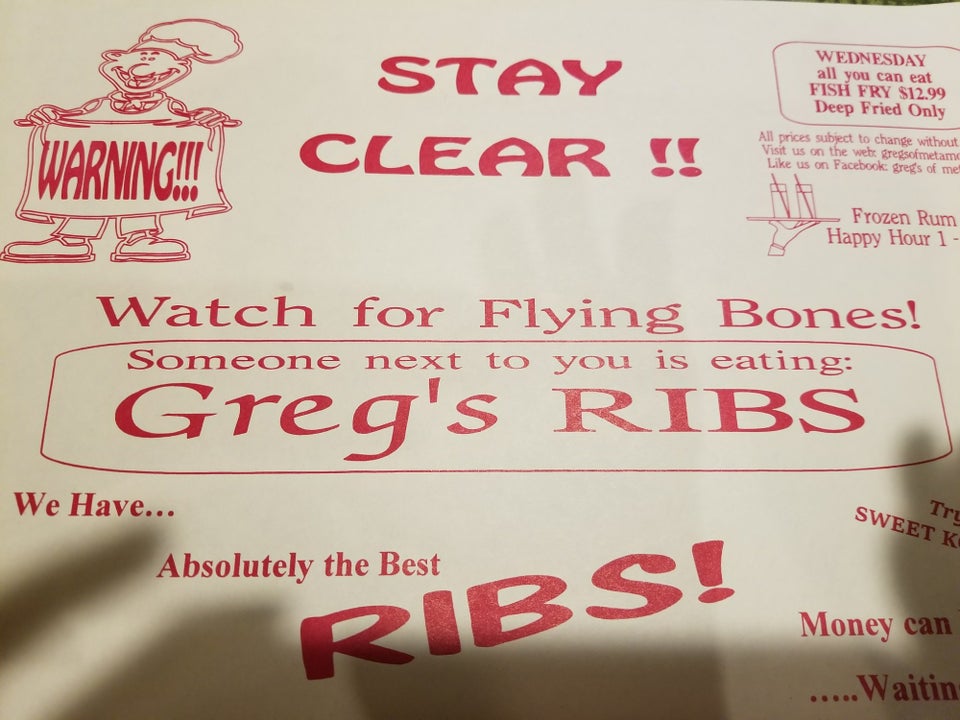 WARNING!!!
STAY
CLEAR !!
WEDNESDAY
all you can eat
FISH FRY $12.99
Deep Fried Only
All prices subject to change without
Visit us on the web: gregsofmetamo
Like us on Facebook: greg's of met
Frozen Rum
Happy Hour 1 -
Watch for Flying Bones!
Someone next to you is eating:
Greg's RIBS
We Have...
Absolutely the Best
RIBS!
Try
SWEET
Money can
.....Waiting